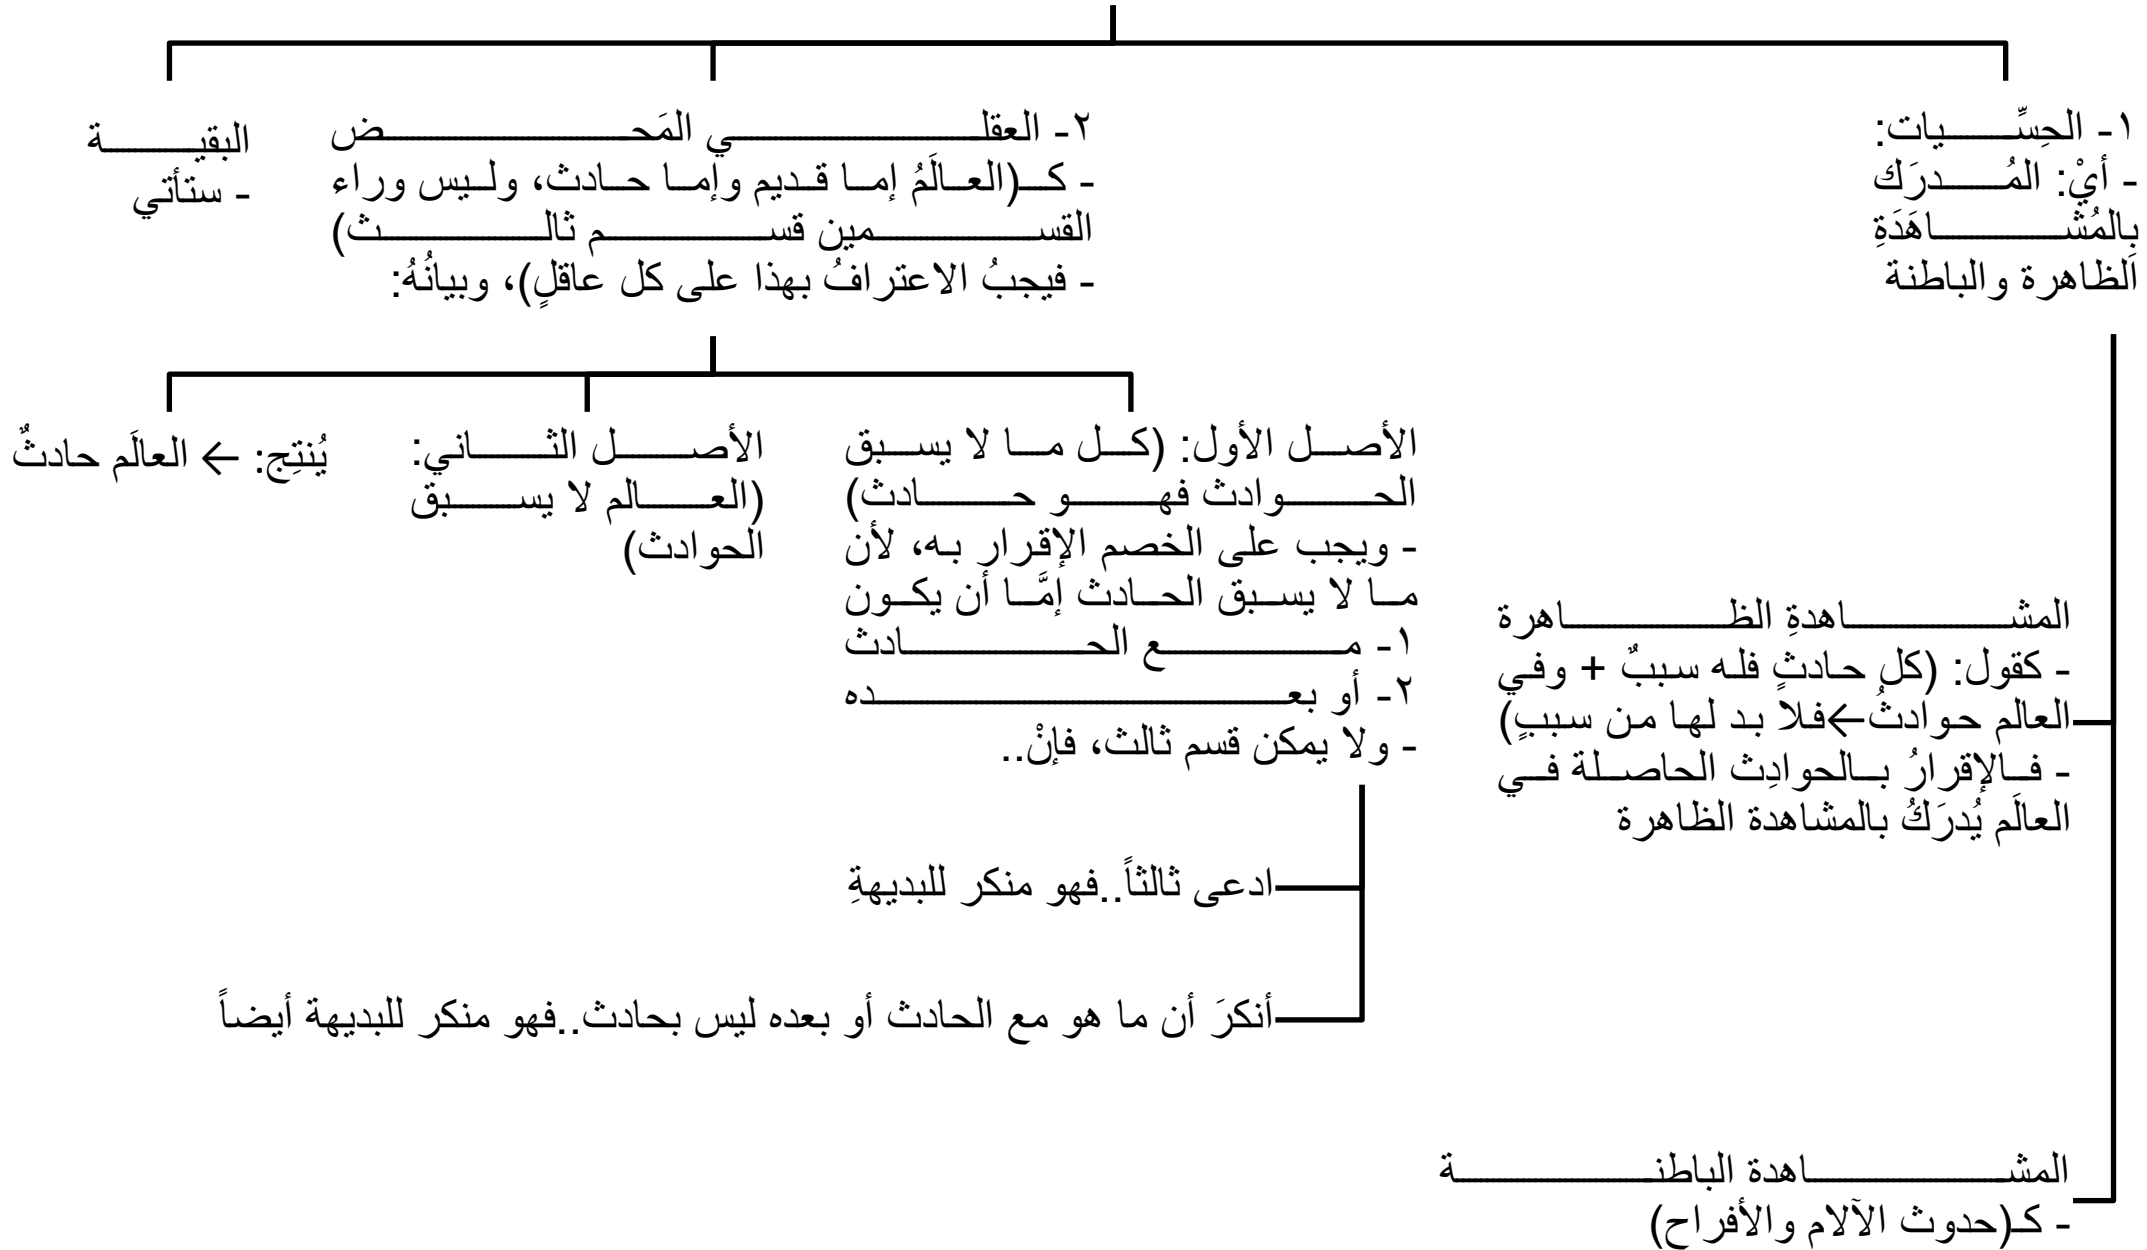 ١- الحِسِّيات:
- أيْ: المُدرَك
بِالمُشاهَدَةِ
الظاهرة والباطنة
٢- العقلي المَحض
- كـ(العالَمُ إما قديم وإما حادث، وليس وراء
القسمين قسم ثالث)
- فيجبُ الاعترافُ بهذا على كل عاقلٍ)، وبيانُهُ:
البقية
- ستأتي
الأصل الأول: (كل ما لا يسبق
الحوادث فهو حادث)
- ويجب على الخصم الإقرار به، لأن
ما لا يسبق الحادث إمَّا أن يكون
١- مع الحادث
٢- أو بعده
- ولا يمكن قسم ثالث، فإنْ..
الأصل الثاني:
(العالم لا يسبق
الحوادث)
يُنتِج: ← العالَم حادثٌ
المشاهدةِ الظاهرة
- كقول: (كل حادثٍ فله سببٌ + وفي
العالم حوادثُ←فلا بد لها من سببٍ)
- فالإقرارُ بالحوادِث الحاصلة في
العالَم يُدرَكُ بالمشاهدة الظاهرة
ادعى ثالثاً..فهو منكر للبديهةِ
أنكرَ أن ما هو مع الحادث أو بعده ليس بحادث..فهو منكر للبديهة أيضاً
المشاهدة الباطنة
- كـ(حدوث الآلام والأفراح)